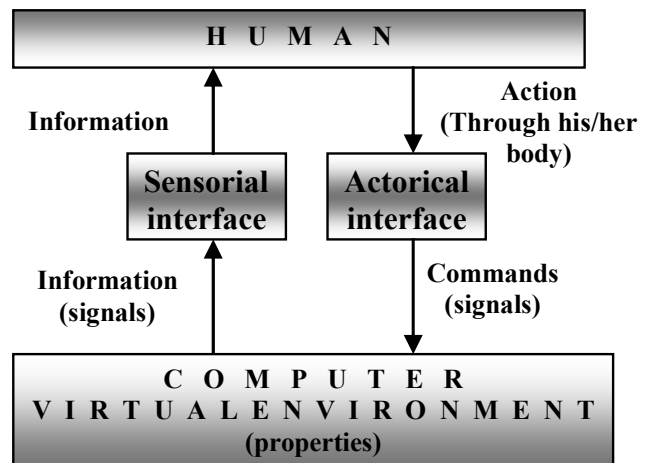 H U M A N
Information
Action
(Through his/her
body)
Sensorial
interface
Actorical
interface
Information
(signals)
Commands
(signals)
C O M P U T E R
V I R T U A L E N V I R O N M E N T
(properties)